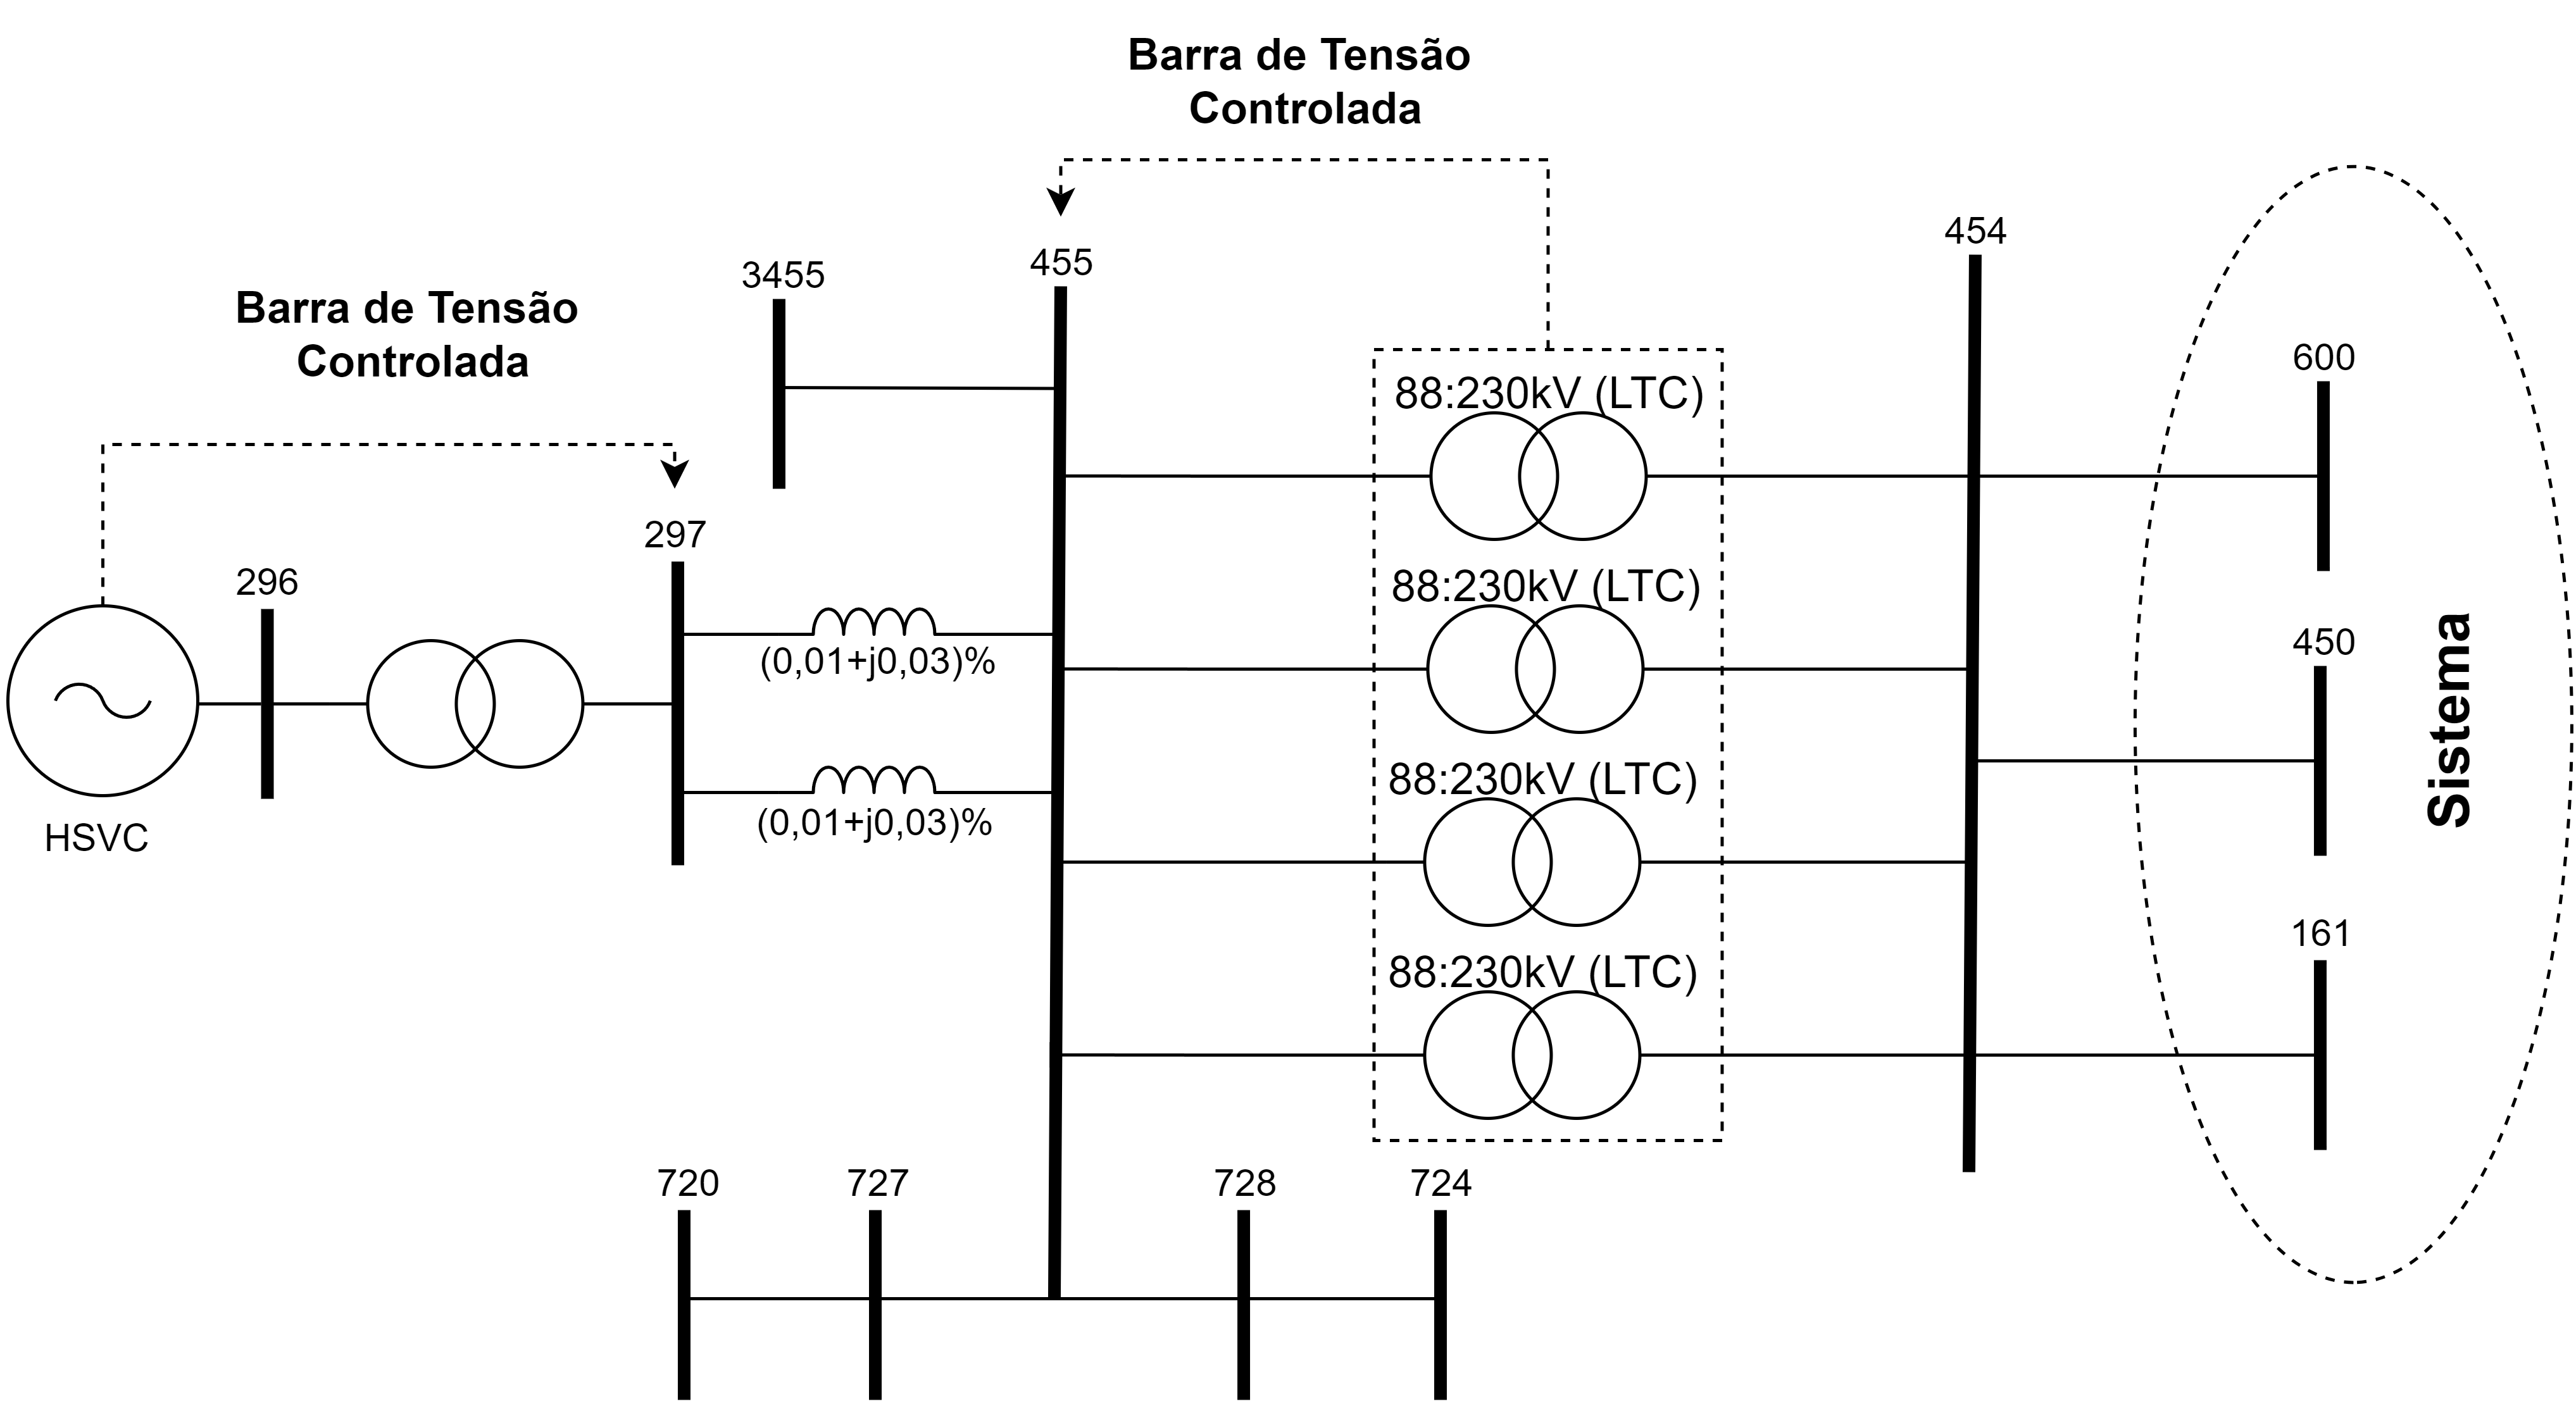 Barra de Tensão
Controlada
454
455
3455
Barra de Tensão
Controlada
600
88:230kV (LTC)
297
296
88:230kV (LTC)
450
(0,01+j0,03)%
Sistema
88:230kV (LTC)
(0,01+j0,03)%
HSVC
161
88:230kV (LTC)
720
727
728
724